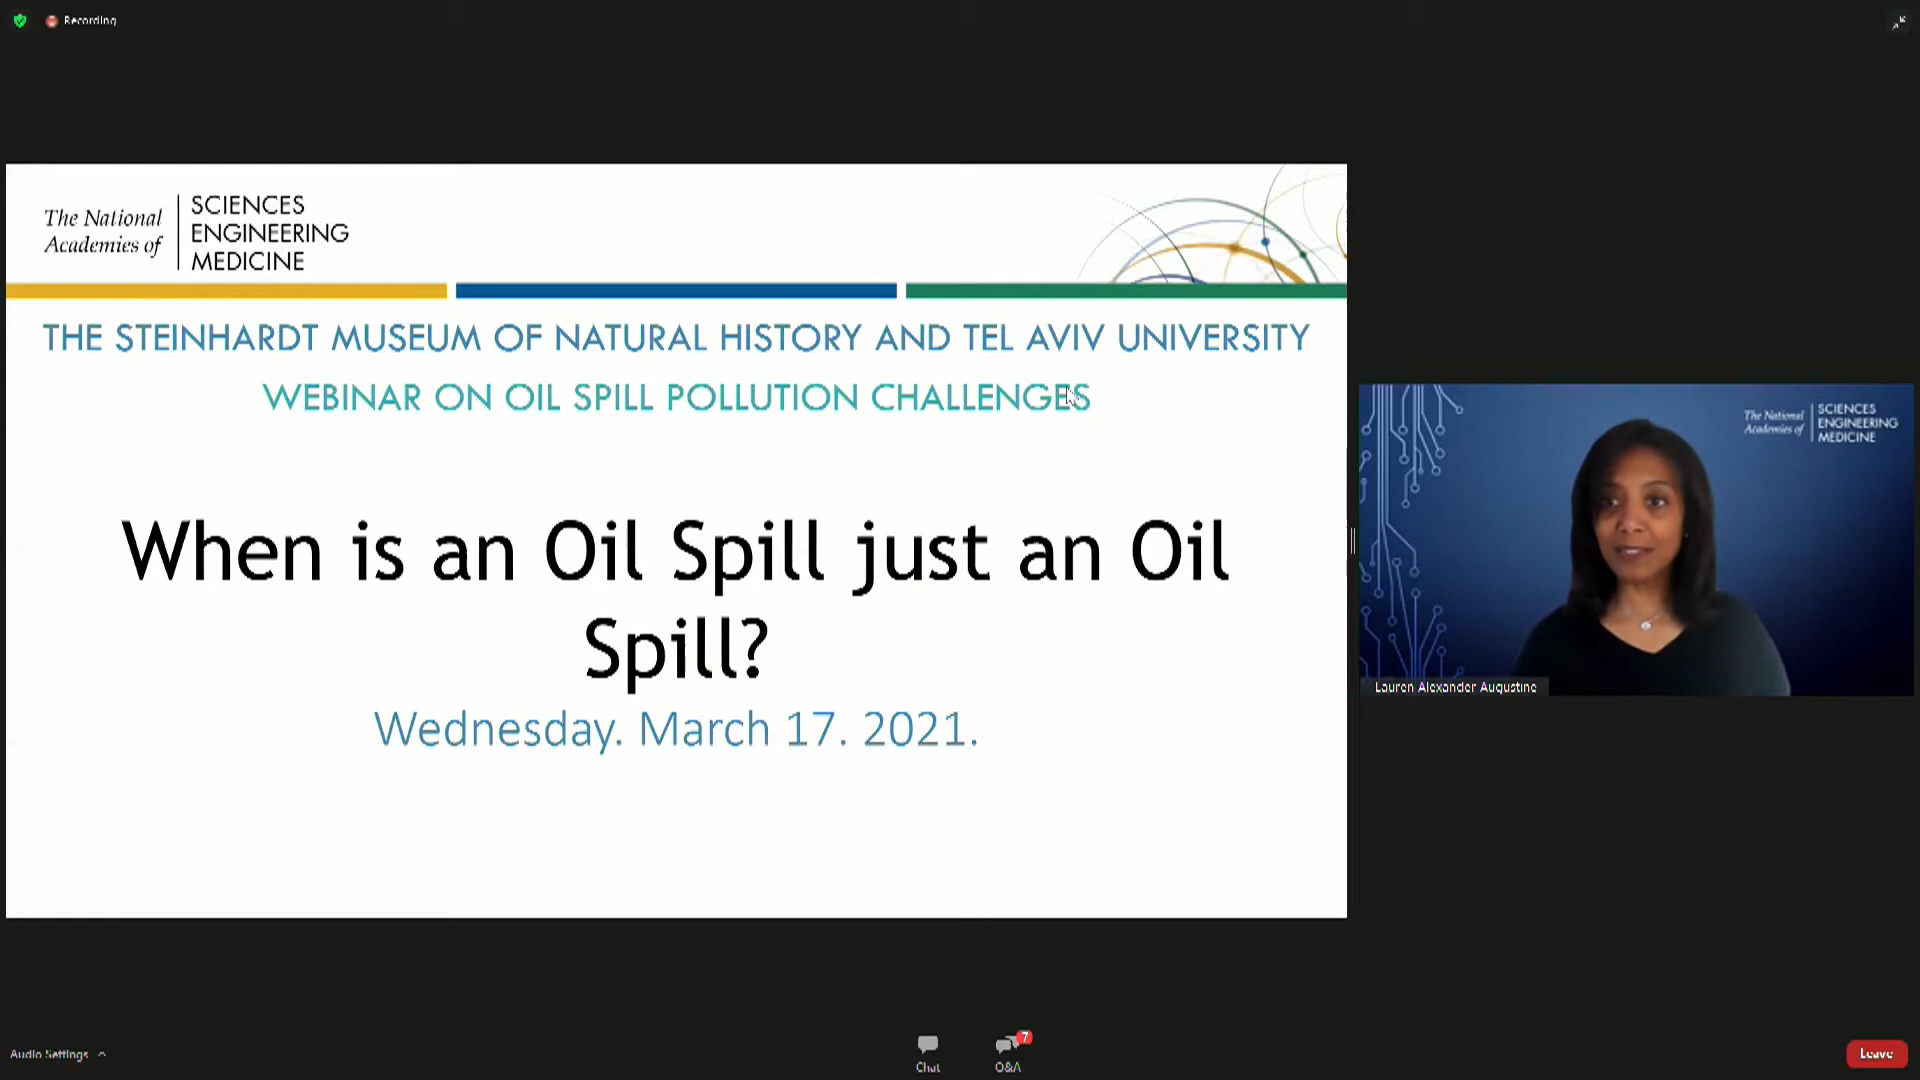 Recording
The National
Academies of
SCIENCES
ENGINEERING
MEDICINE
THE STEINHARDT MUSEUM OF NATURAL HISTORY AND TEL AVIV UNIVERSITY
WEBINAR ON OIL SPILL POLLUTION CHALLENGES
When is an Oil Spill just an Oil
Spill?
Wednesday. March 17. 2021.
The National
Academies of
SCIENCES
ENGINEERING
MEDICINE
Lauren Alexander Augustine
Audio Settings
Chat
7
Q&A
Leave